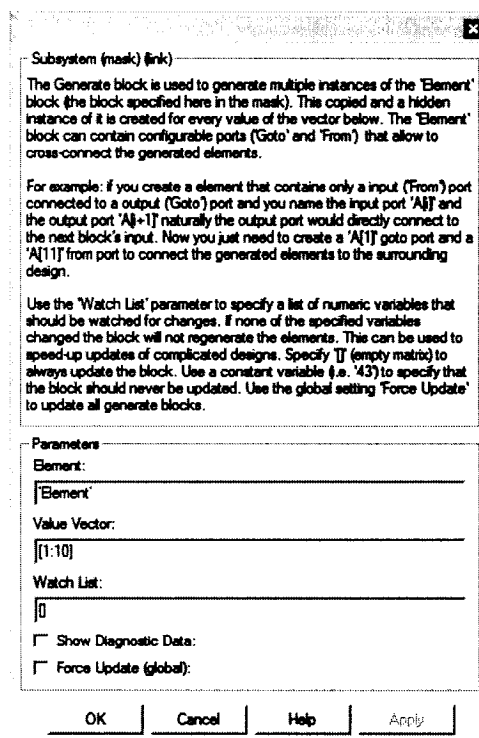 Subsystem (mask) (link)
The Generate block is used to generate multiple instances of the 'Element'
block (the block specified here in the mask). This copied and a hidden
instance of it is created for every value of the vector below. The 'Element'
block can contain configurable ports ('Goto' and 'From') that allow to
cross-connect the generated elements.
For example: if you create a element that contains only a input ('From') port
connected to a output ('Goto') port and you name the input port 'A[i]' and
the output port 'A[i+1]' naturally the output port would directly connect to
the next block's input. Now you just need to create a 'A[1]' goto port and a
'A[11]' from port to connect the generated elements to the surrounding
design.
Use the 'Watch List' parameter to specify a list of numeric variables that
should be watched for changes. If none of the specified variables
changed the block will not regenerate the elements. This can be used to
speed-up updates of complicated designs. Specify '[]' (empty matrix) to
always update the block. Use a constant variable (i.e. '43') to specify that
the block should never be updated. Use the global setting 'Force Update'
to update all generate blocks.
Parameters
Element:
'Element'
Value Vector:
[1:10]
Watch List:
[]
Show Diagnostic Data:
Force Update (global):
OK Cancel Help Apply